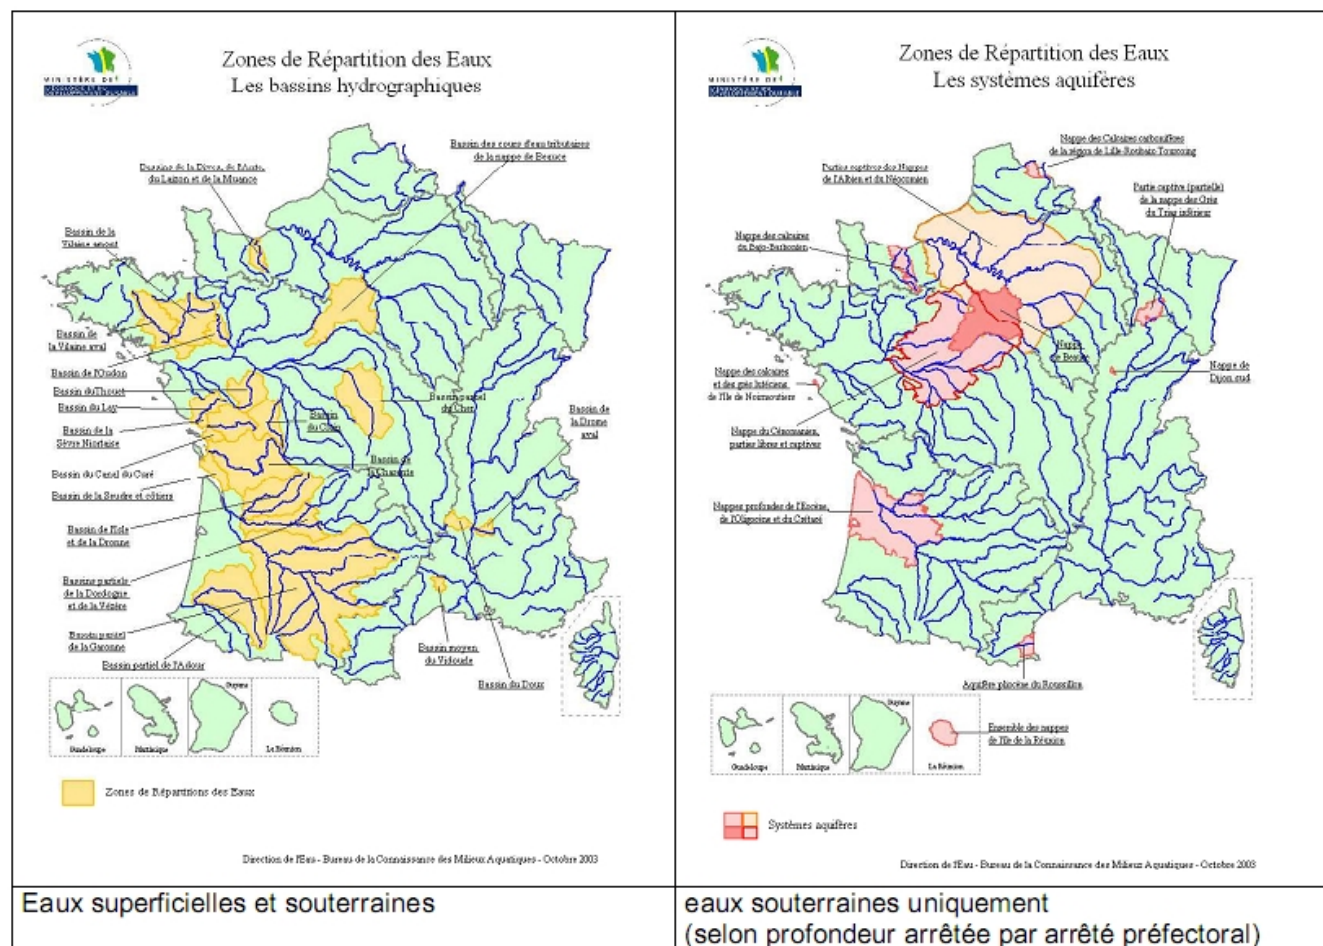 Zones de Répartition des Eaux
Les bassins hydrographiques
Bassin des cours d'eau tributaires
de la nappe de Beauce
Bassins de la Dives, de l'Ante,
du Laizon et de la Muance
Bassin de la
Vilaine amont
Bassin de
la Vilaine aval
Bassin de l'Oudon
Bassin du Thouet
Bassin du Lay
Bassin de la
Sèvre Niortaise
Bassin du Canal du Curé
Bassin de la Seudre et côtiers
Bassin de l'Isle
et de la Dronne
Bassins partiels
de la Dordogne
et de la Vézère
Bassin partiel
de la Garonne
Bassin partiel de l'Adour
Bassin
du Clain
Bassin partiel
du Cher
Bassin de
la Drome
aval
Bassin de
la Charente
Bassin moyen
du Vidourle
Bassin du Doux
Guadeloupe
Martinique
Guyane
La Réunion
Zones de Répartitions des Eaux
Direction de l'Eau - Bureau de la Connaissance des Milieux Aquatiques - Octobre 2003
Eaux superficielles et souterraines
Zones de Répartition des Eaux
Les systèmes aquifères
Nappe des Calcaires carbonifères
de la région de Lille-Roubaix-Tourcoing
Parties captives des Nappes
de l'Albien et du Néocomien
Partie captive (partielle)
de la nappe des Grès
du Trias inférieur
Nappe des calcaires
du Bajo-Bathonien
Nappe
de Beauce
Nappe de
Dijon sud
Nappe des calcaires
et des grès lutéciens
de l'île de Noirmoutiers
Nappe du Cénomanien,
parties libres et captives
Nappes profondes de l'Eocène,
de l'Oligocène et du Crétacé
Aquifère pliocène du Roussillon
Guadeloupe
Martinique
Guyane
La Réunion
Ensemble des nappes
de l'île de la Réunion
Systèmes aquifères
Direction de l'Eau - Bureau de la Connaissance des Milieux Aquatiques - Octobre 2003
eaux souterraines uniquement
(selon profondeur arrêtée par arrêté préfectoral)